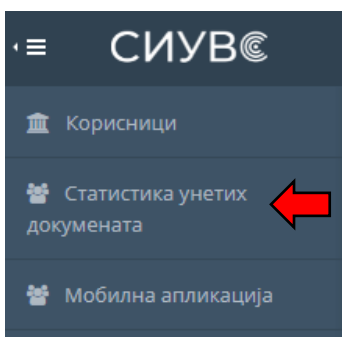 СИУВС
Корисници
Статистика унетих
докумената
Мобилна апликација